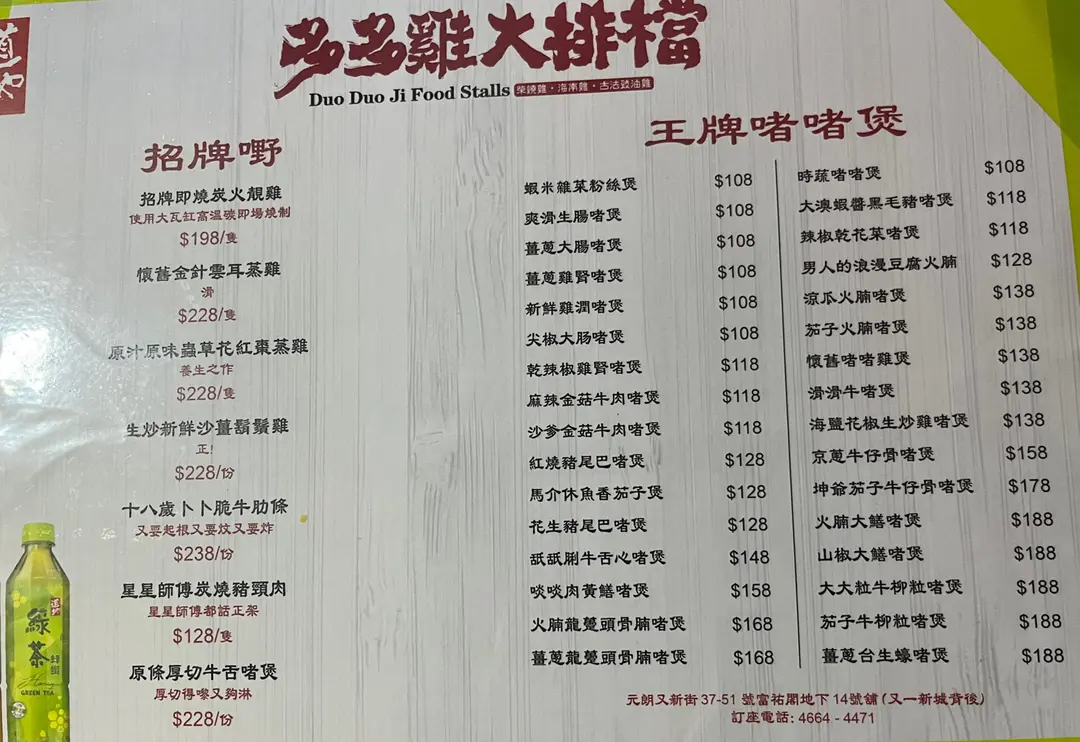 道地
多多雞大排檔
Duo Duo Ji Food Stalls 柴燒雞·海南雞·古法豉油雞
招牌嘢
招牌即燒炭火靚雞
使用大瓦缸高溫碳即場燒制
$198/隻
懷舊金針雲耳蒸雞
滑
$228/隻
原汁原味蟲草花紅棗蒸雞
養生之作
$228/隻
生炒新鮮沙薑鬍鬚雞
正!
$228/份
十八歲卜卜脆牛肋條
又要起根又要炆又要炸
$238/份
星星師傅炭燒豬頸肉
星星師傅都話正架
$128/隻
原條厚切牛舌啫煲
厚切得嚟又夠淋
$228/份
王牌啫啫煲
蝦米雜菜粉絲煲 $108
爽滑生腸啫煲 $108
薑蔥大腸啫煲 $108
薑蔥雞腎啫煲 $108
新鮮雞潤啫煲 $108
尖椒大肠啫煲 $108
乾辣椒雞腎啫煲 $118
麻辣金菇牛肉啫煲 $118
沙爹金菇牛肉啫煲 $118
紅燒豬尾巴啫煲 $128
馬介休魚香茄子煲 $128
花生豬尾巴啫煲 $128
舐舐脷牛舌心啫煲 $148
啖啖肉黃鱔啫煲 $158
火腩龍躉頭骨腩啫煲 $168
薑蔥龍躉頭骨腩啫煲 $168
時蔬啫啫煲 $108
大澳蝦醬黑毛豬啫煲 $118
辣椒乾花菜啫煲 $118
男人的浪漫豆腐火腩 $128
涼瓜火腩啫煲 $138
茄子火腩啫煲 $138
懷舊啫啫雞煲 $138
滑滑牛啫煲 $138
海鹽花椒生炒雞啫煲 $138
京蔥牛仔骨啫煲 $158
坤爺茄子牛仔骨啫煲 $178
火腩大鱔啫煲 $188
山椒大鱔啫煲 $188
大大粒牛柳粒啫煲 $188
茄子牛柳粒啫煲 $188
薑蔥台生蠔啫煲 $188
元朗又新街 37-51 號富祐閣地下 14號舖 (又一新城背後)
訂座電話: 4664 - 4471
道地
綠茶
蜂蜜
Honey
GREEN TEA